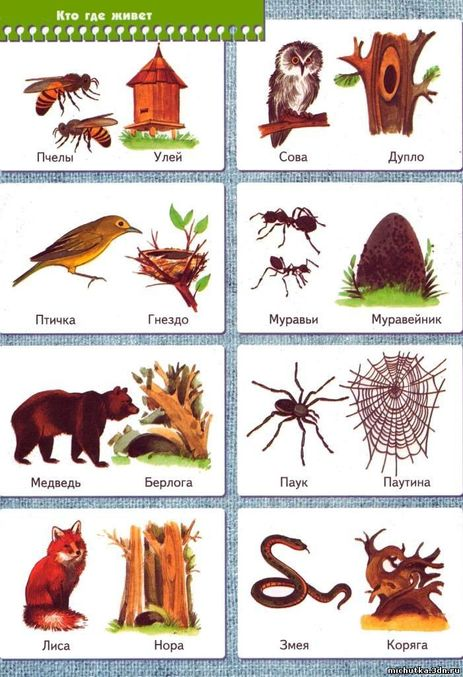 Кто где живет
Пчелы Улей
Сова Дупло
Птичка Гнездо
Муравьи Муравейник
Медведь Берлога
Паук Паутина
Лиса Нора
Змея Коряга
mirhutka.3dn.ru